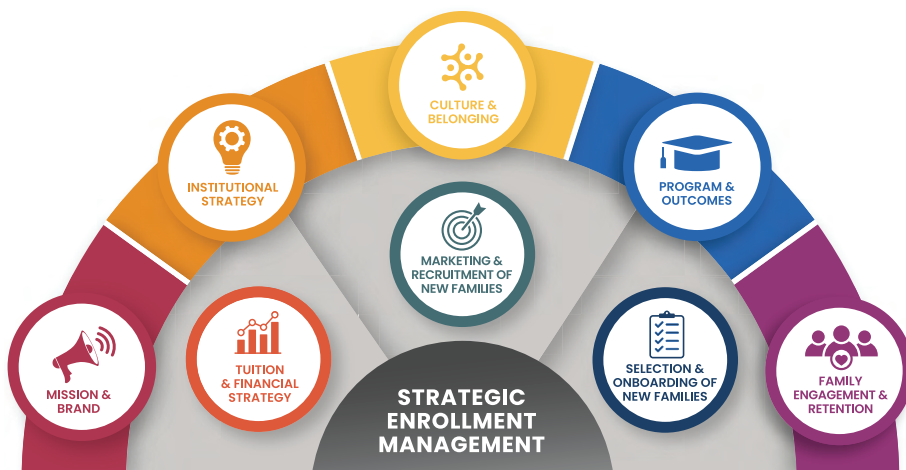 CULTURE &
BELONGING
INSTITUTIONAL
STRATEGY
PROGRAM &
OUTCOMES
MARKETING &
RECRUITMENT OF
NEW FAMILIES
MISSION &
BRAND
TUITION
& FINANCIAL
STRATEGY
SELECTION &
ONBOARDING OF
NEW FAMILIES
FAMILY
ENGAGEMENT &
RETENTION
STRATEGIC
ENROLLMENT
MANAGEMENT